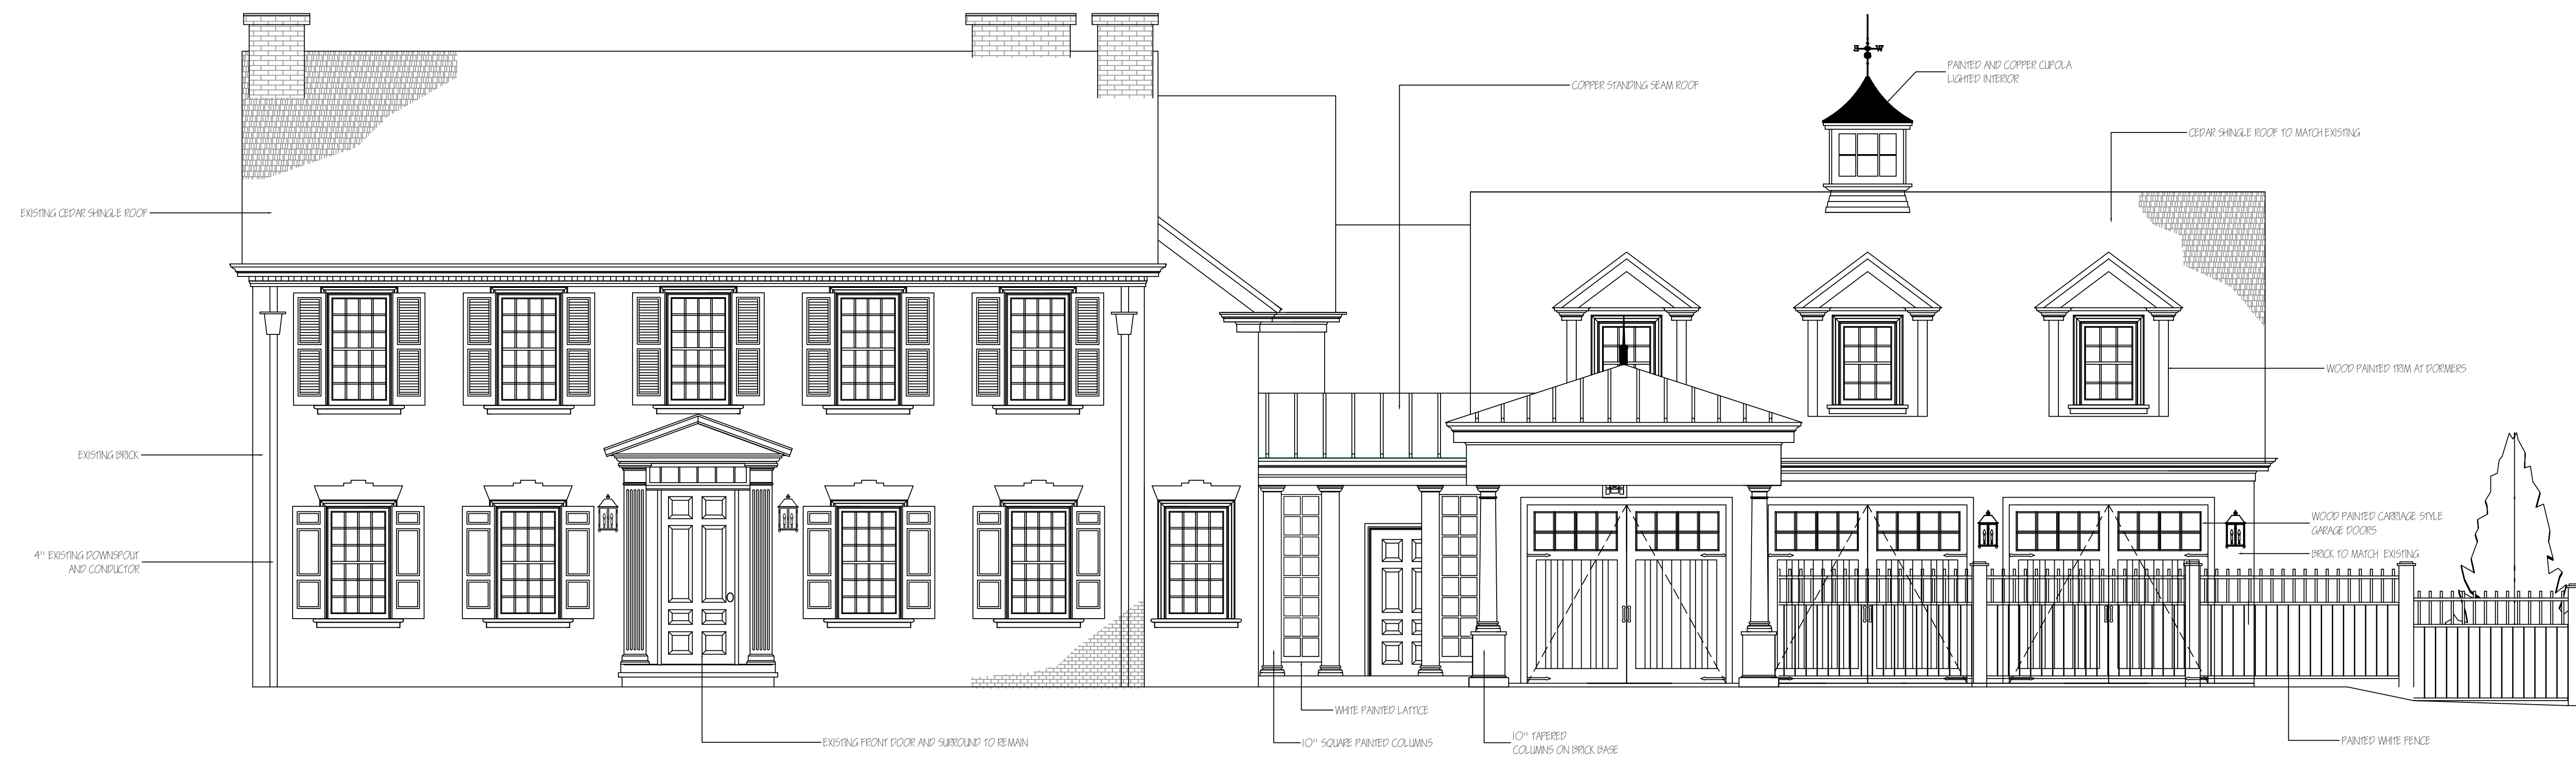 E W
PAINTED AND COPPER CUPOLA
LIGHTED INTERIOR
COPPER STANDING SEAM ROOF
CEDAR SHINGLE ROOF TO MATCH EXISTING
EXISTING CEDAR SHINGLE ROOF
WOOD PAINTED TRIM AT DORMERS
EXISTING BRICK
WOOD PAINTED CARRIAGE STYLE
GARAGE DOORS
4" EXISTING DOWNSPOUT
AND CONDUCTOR
BRICK TO MATCH EXISTING
WHITE PAINTED LATTICE
EXISTING FRONT DOOR AND SURROUND TO REMAIN
10" SQUARE PAINTED COLUMNS
10" TAPERED
COLUMNS ON BRICK BASE
PAINTED WHITE FENCE